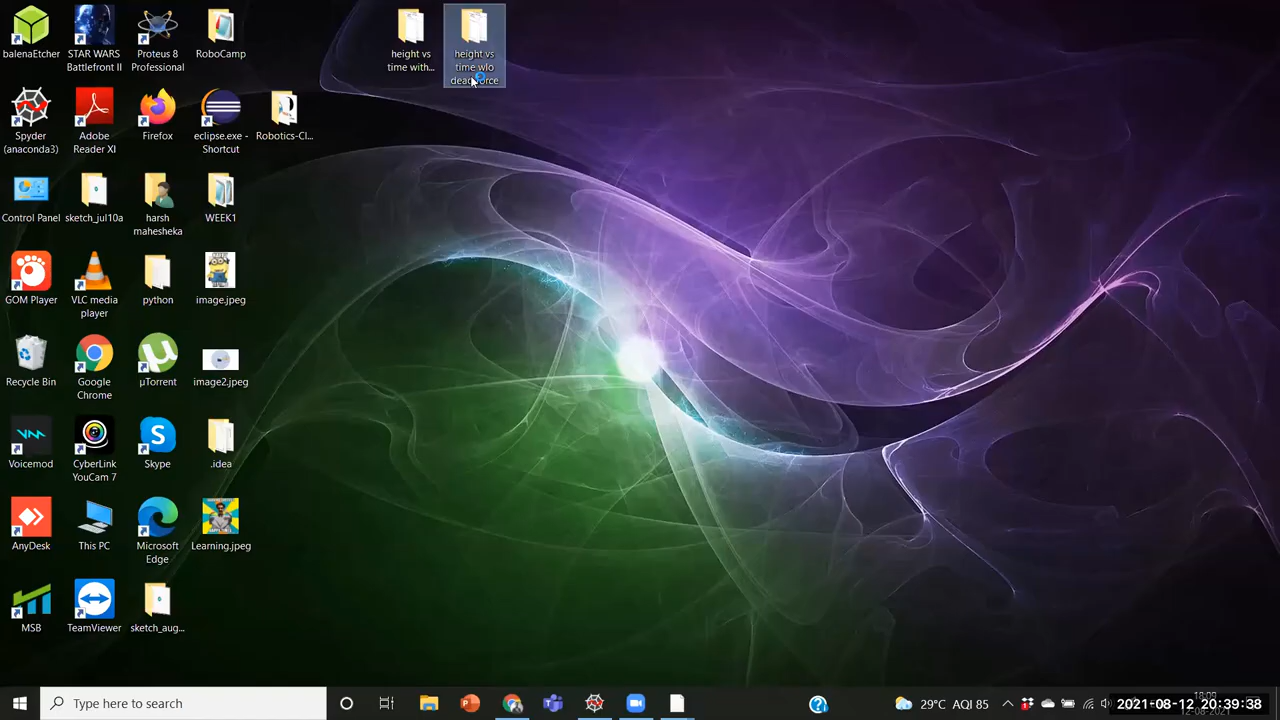 balenaEtcher
STAR WARS
Battlefront II
Proteus 8
Professional
RoboCamp
height vs
time with...
height vs
time wlo
deadforce
Spyder
(anaconda3)
Adobe
Reader XI
Firefox
eclipse.exe -
Shortcut
Robotics-Cl...
Control Panel
sketch_jul10a
harsh
mahesheka
WEEK1
GOM Player
VLC media
player
python
image.jpeg
Recycle Bin
Google
Chrome
µTorrent
image2.jpeg
Voicemod
CyberLink
YouCam 7
Skype
.idea
AnyDesk
This PC
Microsoft
Edge
Learning.jpeg
MSB
TeamViewer
sketch_aug...
Type here to search
29°C AQI 85
2021-08-12 20:39:38